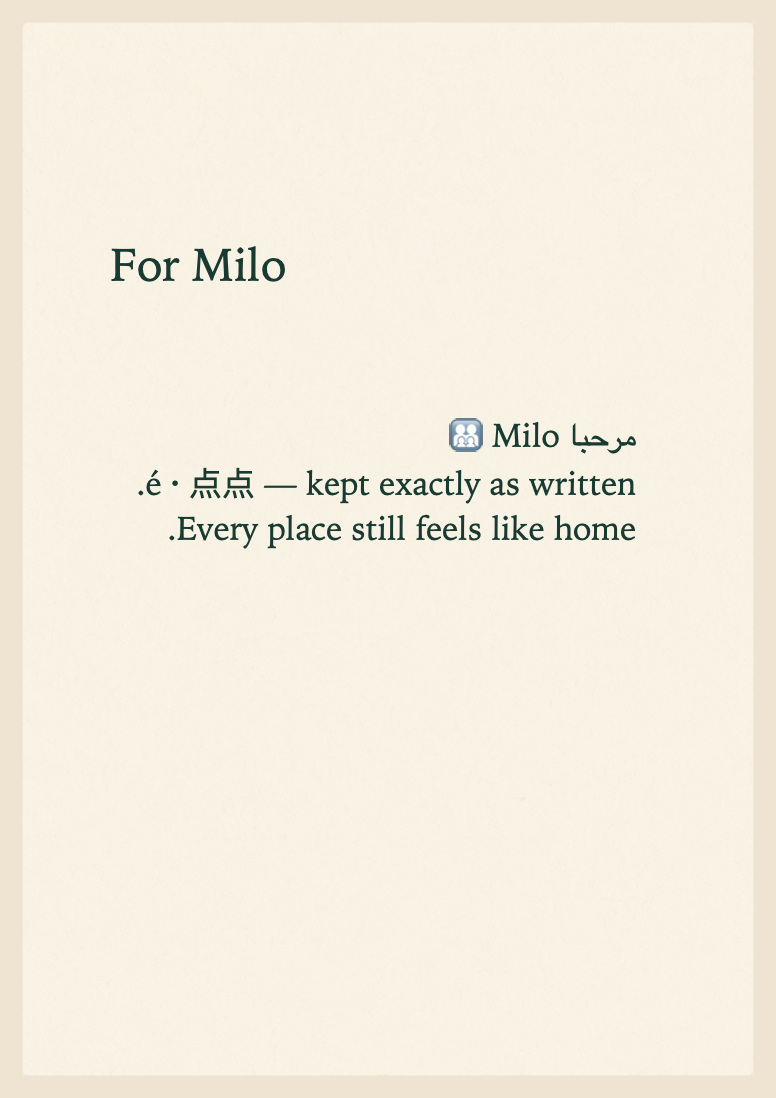 For Milo
مرحبا Milo 👨‍👩‍👧‍👦
é · 点点 — kept exactly as written.
Every place still feels like home.